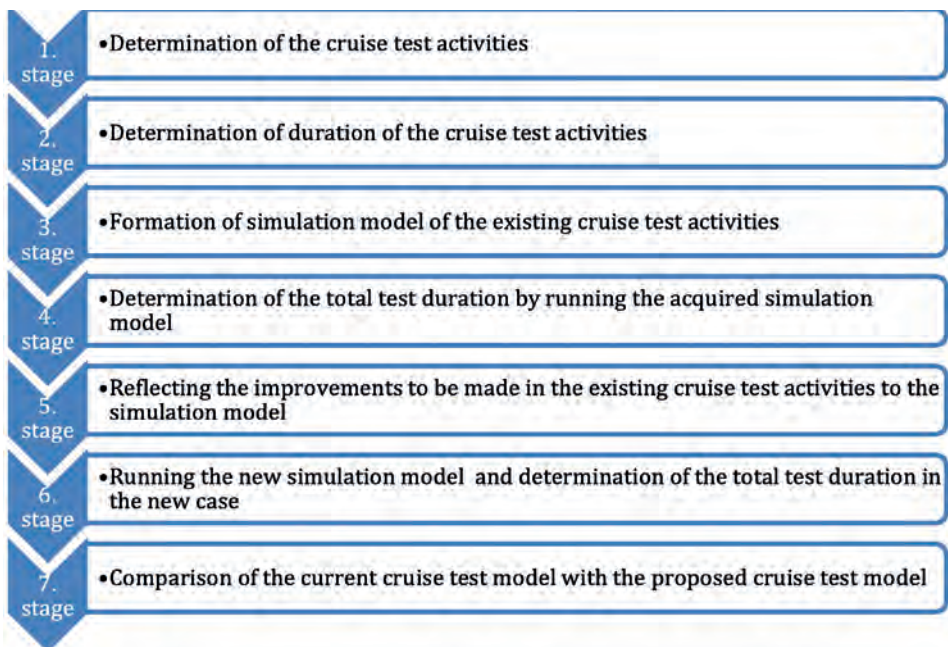 1.
stage
•Determination of the cruise test activities
2.
stage
•Determination of duration of the cruise test activities
3.
stage
•Formation of simulation model of the existing cruise test activities
4.
stage
•Determination of the total test duration by running the acquired simulation
model
5.
stage
•Reflecting the improvements to be made in the existing cruise test activities to the
simulation model
6.
stage
•Running the new simulation model and determination of the total test duration in
the new case
7.
stage
•Comparison of the current cruise test model with the proposed cruise test model